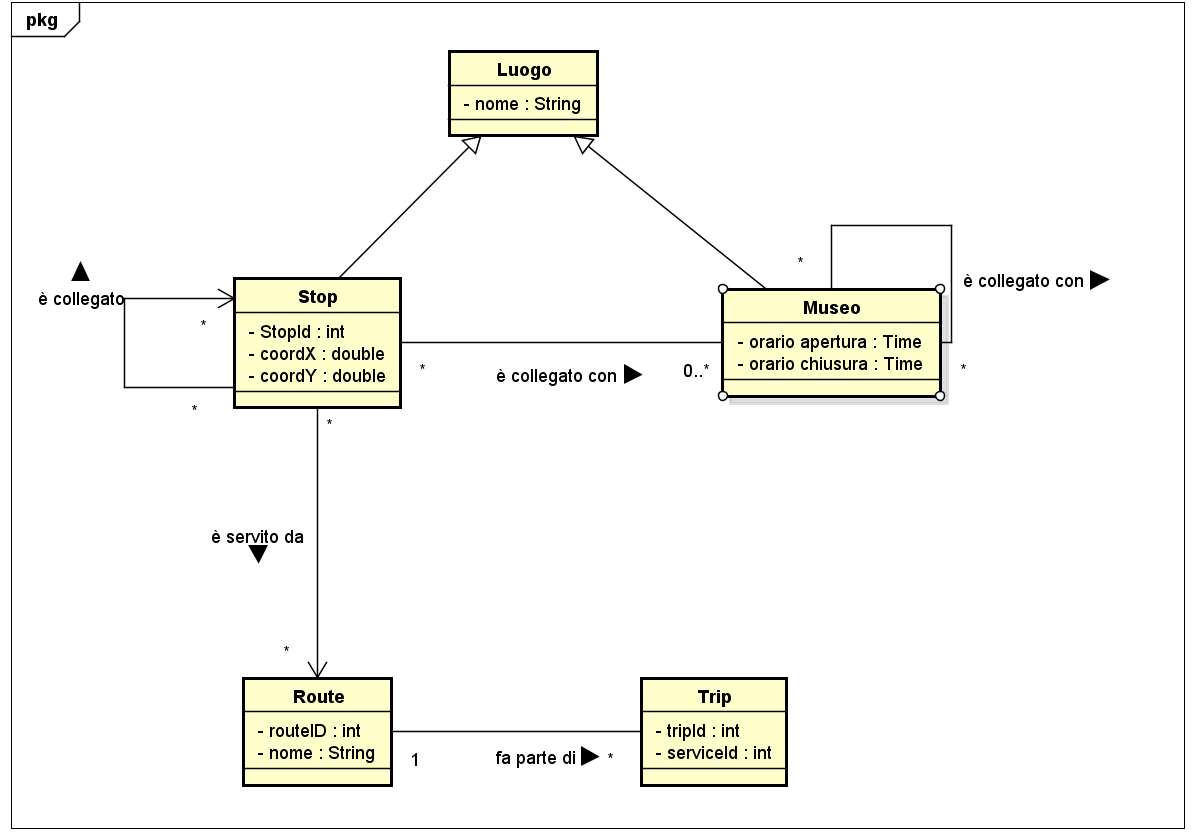 pkg
Luogo
- nome : String
*
è collegato
è collegato con
Stop
Museo
*
- StopId : int
- coordX : double
- coordY : double
- orario apertura : Time
- orario chiusura : Time
*
è collegato con
0..*
*
*
*
è servito da
*
Route
Trip
- routeID : int
- nome : String
- tripId : int
- serviceId : int
1
fa parte di
*